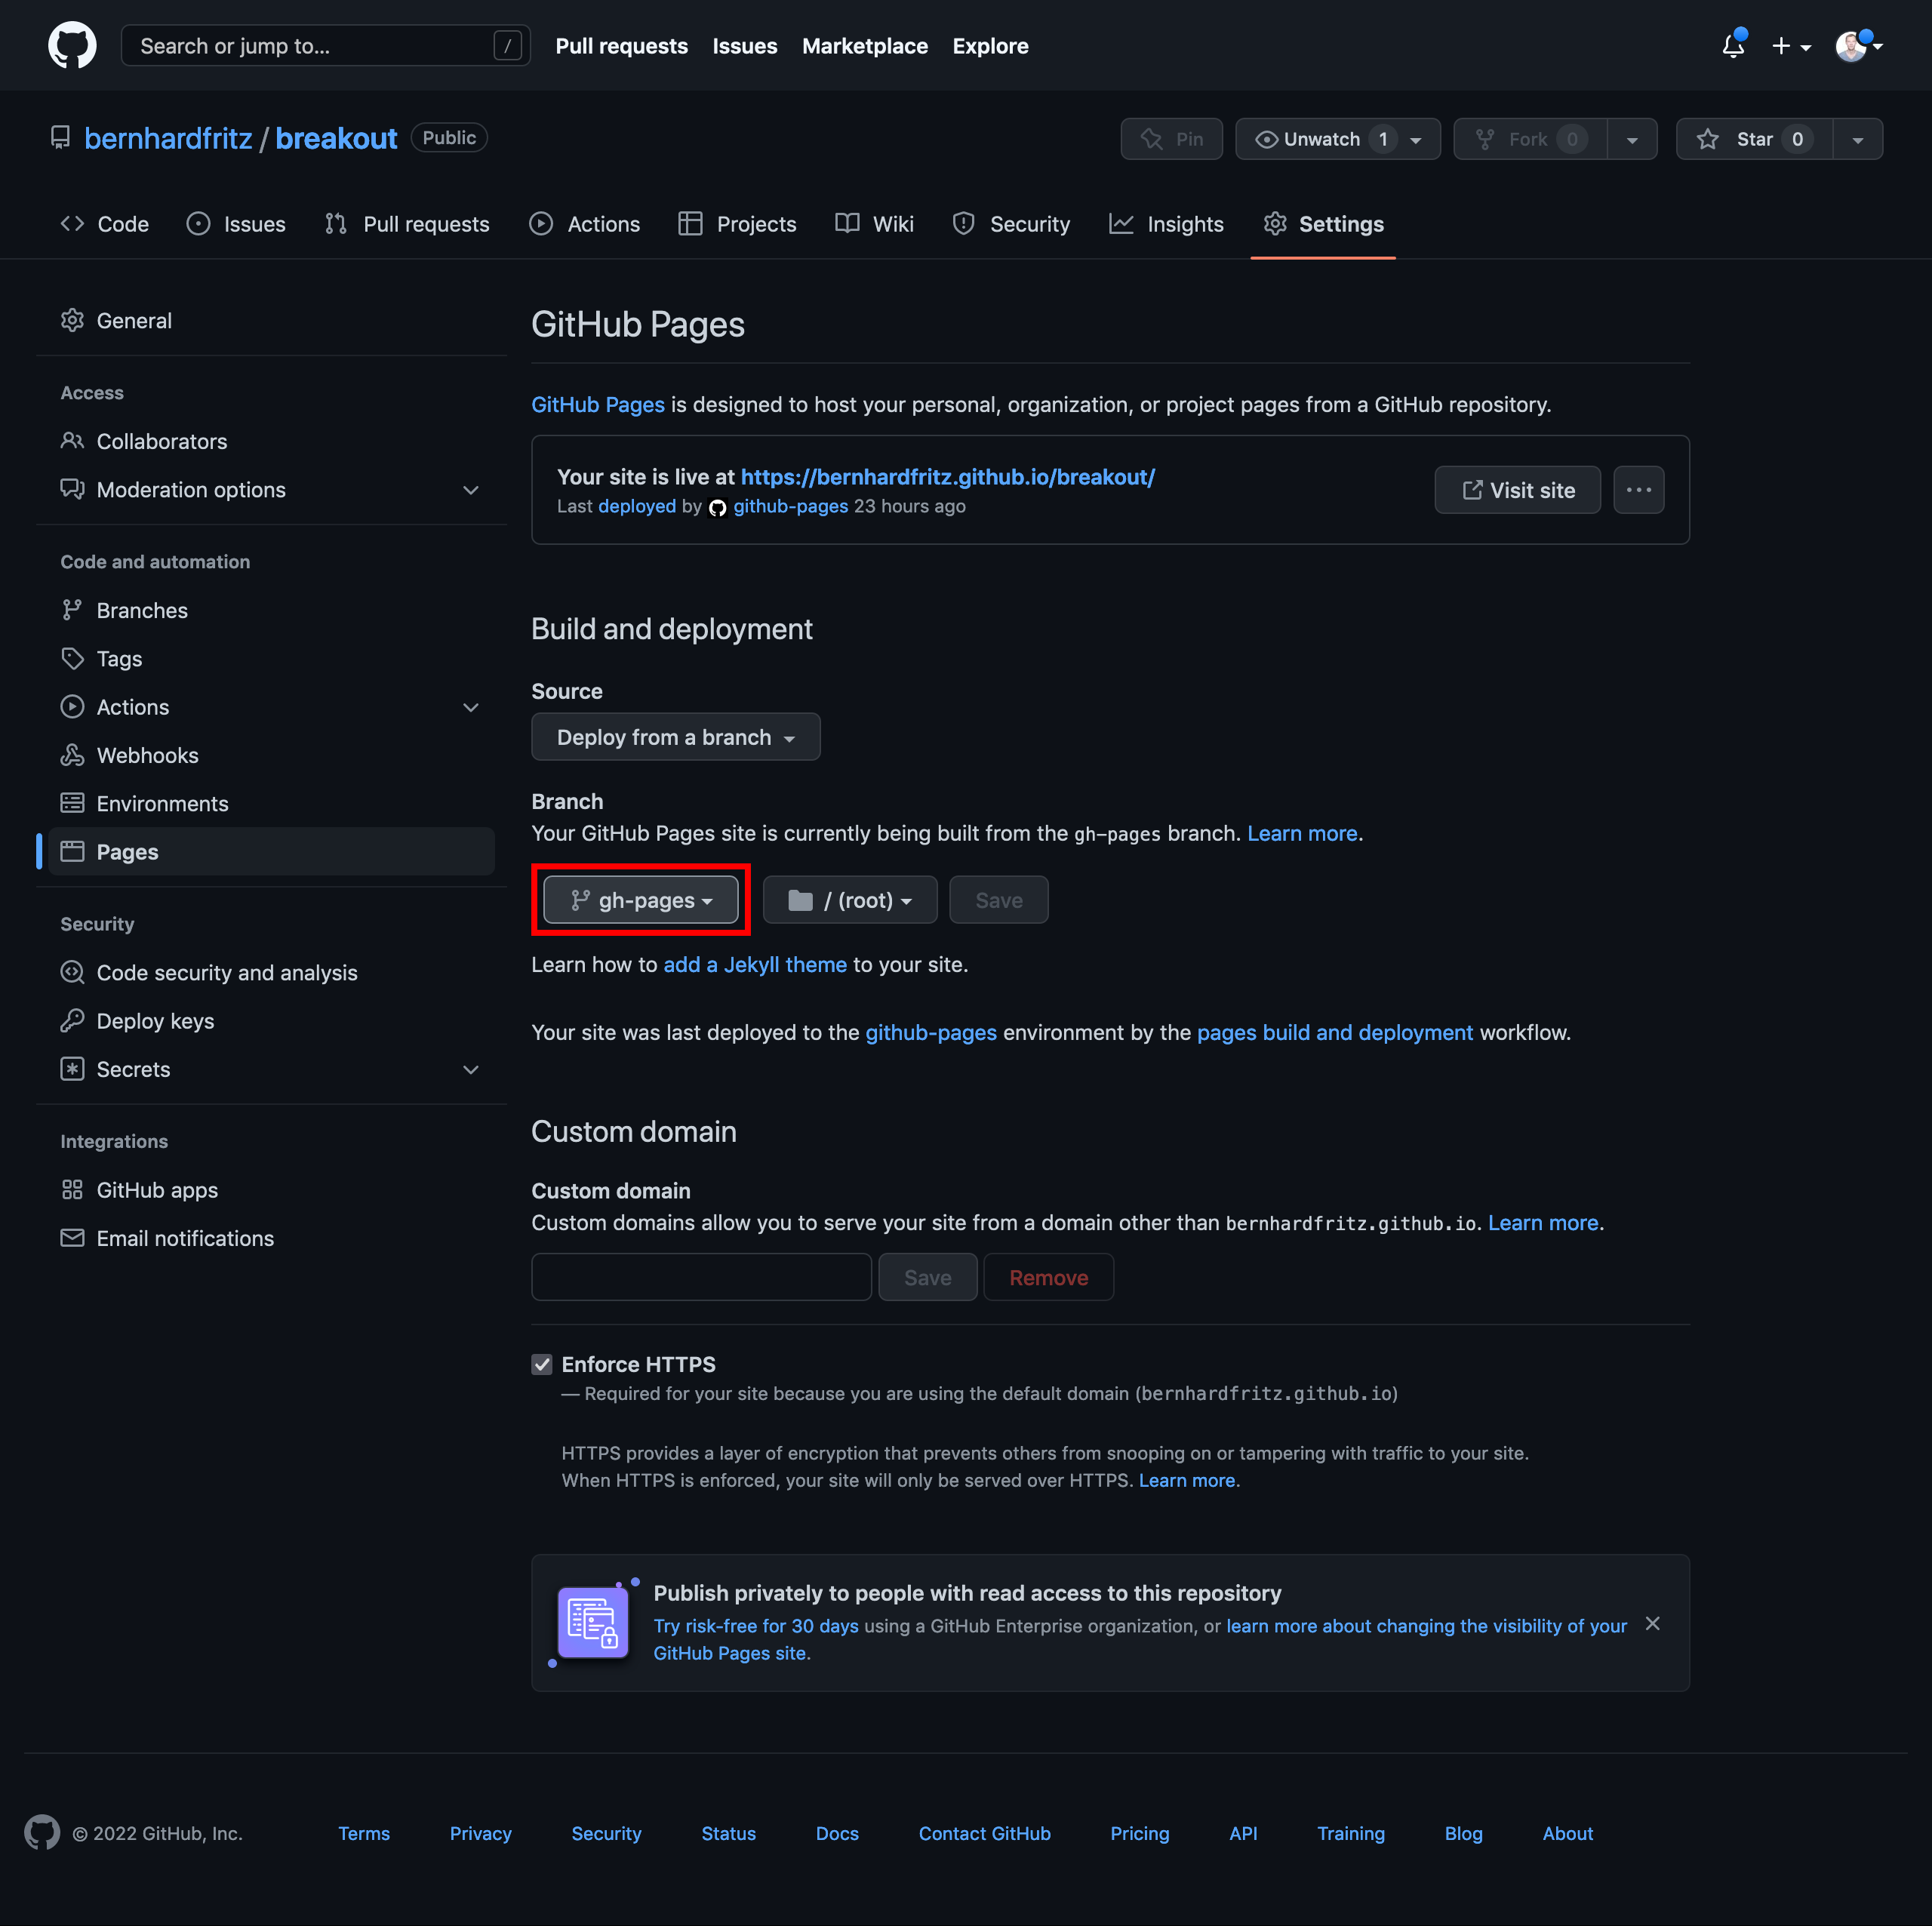 Search or jump to... /
Pull requests Issues Marketplace Explore
bernhardfritz / breakout Public
Pin Unwatch 1 Fork 0 Star 0
Code Issues Pull requests Actions Projects Wiki Security Insights Settings
General
Access
Collaborators
Moderation options
Code and automation
Branches
Tags
Actions
Webhooks
Environments
Pages
Security
Code security and analysis
Deploy keys
Secrets
Integrations
GitHub apps
Email notifications
GitHub Pages
GitHub Pages is designed to host your personal, organization, or project pages from a GitHub repository.
Your site is live at https://bernhardfritz.github.io/breakout/
Last deployed by github-pages 23 hours ago
Visit site
Build and deployment
Source
Deploy from a branch
Branch
Your GitHub Pages site is currently being built from the gh-pages branch. Learn more.
gh-pages / (root) Save
Learn how to add a Jekyll theme to your site.
Your site was last deployed to the github-pages environment by the pages build and deployment workflow.
Custom domain
Custom domain
Custom domains allow you to serve your site from a domain other than bernhardfritz.github.io. Learn more.
Save Remove
Enforce HTTPS
— Required for your site because you are using the default domain (bernhardfritz.github.io)
HTTPS provides a layer of encryption that prevents others from snooping on or tampering with traffic to your site.
When HTTPS is enforced, your site will only be served over HTTPS. Learn more.
Publish privately to people with read access to this repository
Try risk-free for 30 days using a GitHub Enterprise organization, or learn more about changing the visibility of your
GitHub Pages site.
© 2022 GitHub, Inc. Terms Privacy Security Status Docs Contact GitHub Pricing API Training Blog About